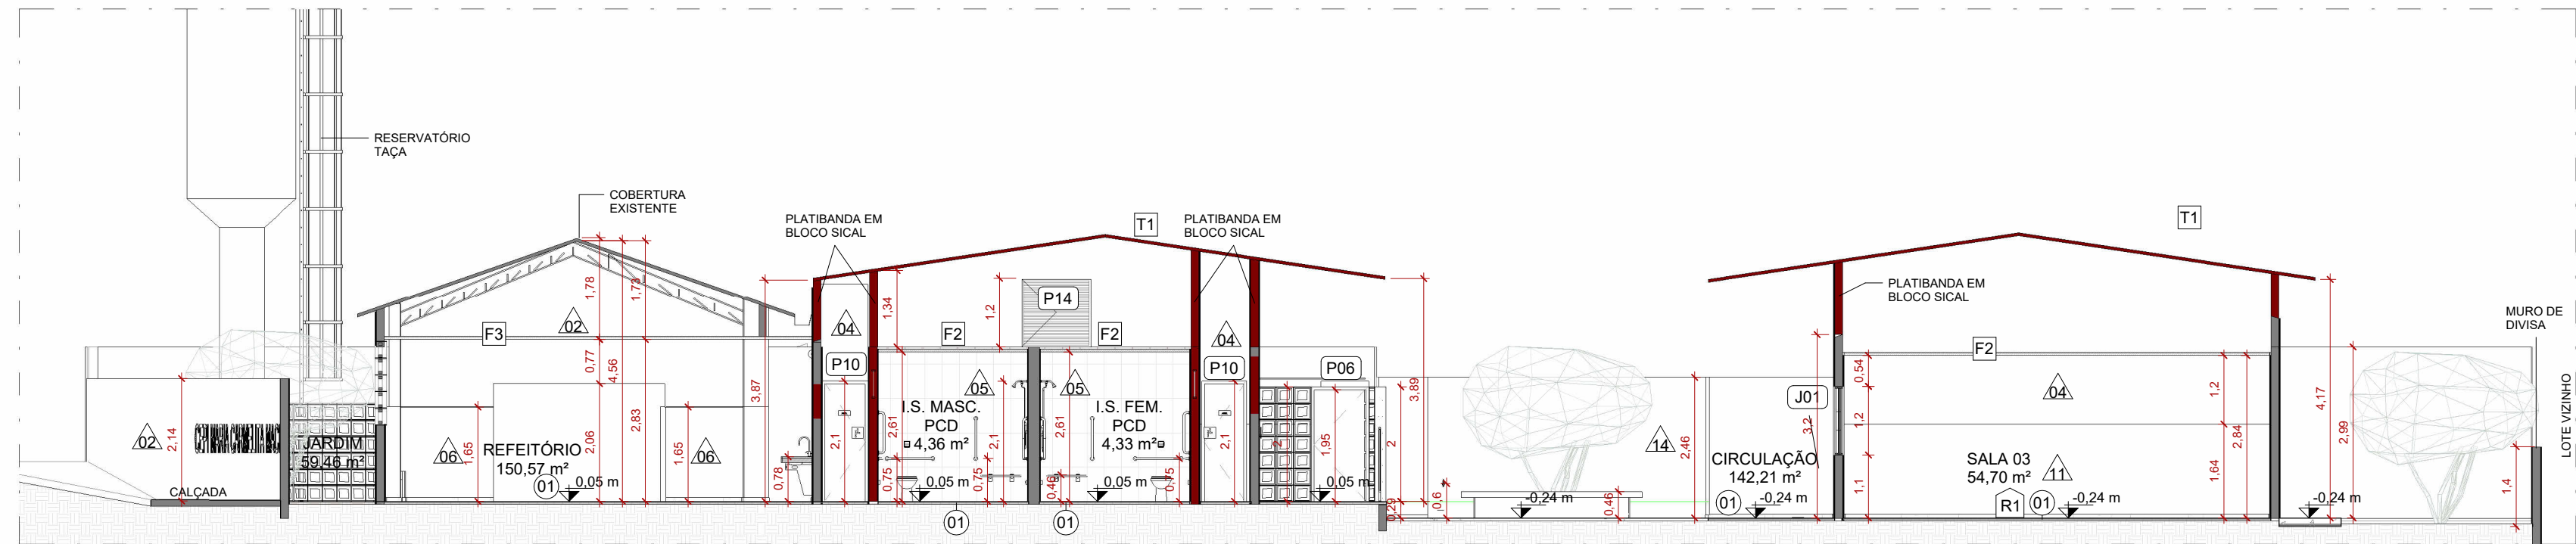 RESERVATÓRIO
TAÇA
COBERTURA
EXISTENTE
PLATIBANDA EM
BLOCO SICAL
T1
PLATIBANDA EM
BLOCO SICAL
T1
PLATIBANDA EM
BLOCO SICAL
MURO DE
DIVISA
LOTE VIZINHO
1,78
1,73
1,34
1,2
P14
F3
02
04
F2
F2
04
F2
0,77
4,56
3,87
P10
05
05
P10
P06
3,89
J01
3,2
0,54
1,2
04
1,2
4,17
2,99
02
2,14
JARDIM
59,46 m²
06
1,65
REFEITÓRIO
150,57 m²
01
0,05 m
2,06
2,83
1,65
06
0,78
2,1
I.S. MASC.
PCD
4,36 m²
2,61
0,75
0,05 m
0,75
2,1
I.S. FEM.
PCD
4,33 m²
2,61
0,46
0,05 m
0,75
2,1
2
1,95
0,05 m
2
0,29
0,6
-0,24 m
0,46
14
2,46
CIRCULAÇÃO
142,21 m²
01
-0,24 m
1,1
SALA 03
54,70 m²
11
R1
01
-0,24 m
1,64
2,84
-0,24 m
1,4
CALÇADA
01
01